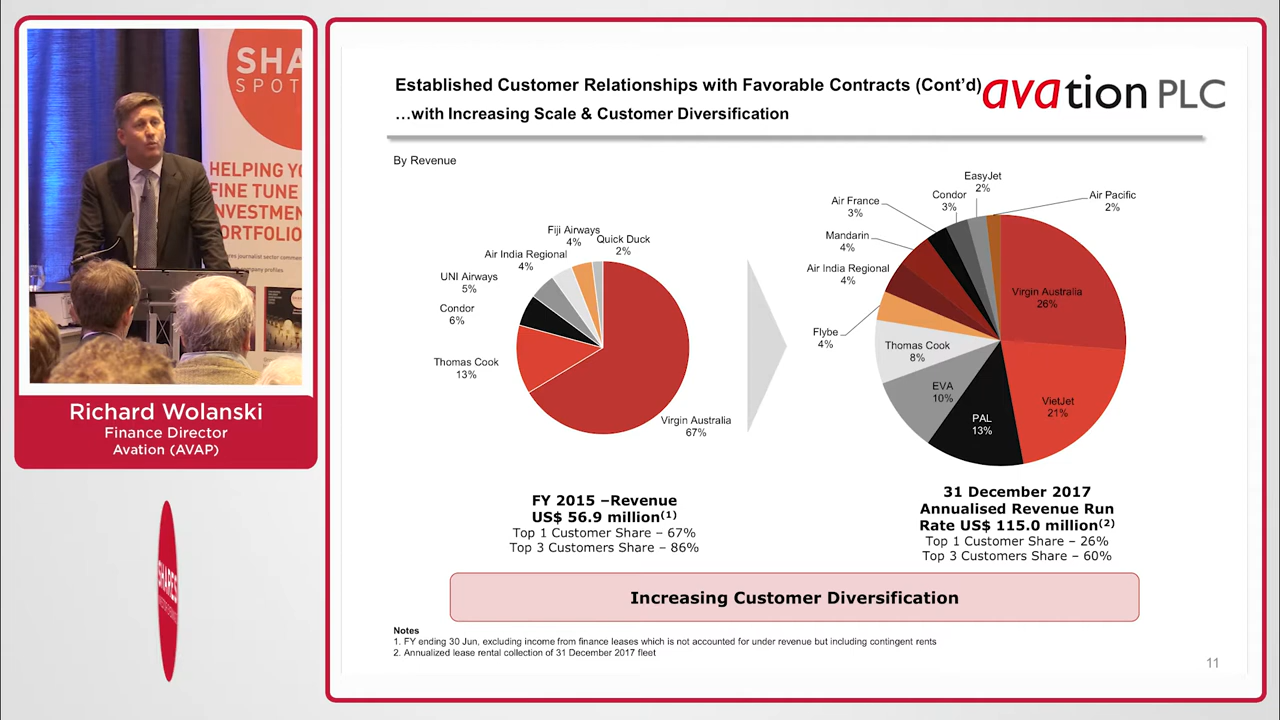 SHA
SPOT
HELPING YO
FINE TUNE
INVESTMEN
ORTFOLIO
Richard Wolanski
Finance Director
Avation (AVAP)
SHARES
Established Customer Relationships with Favorable Contracts (Cont'd)
avation PLC
…with Increasing Scale & Customer Diversification
By Revenue
Fiji Airways
4%
Quick Duck
2%
Air India Regional
4%
UNI Airways
5%
Condor
6%
Thomas Cook
13%
Virgin Australia
67%
EasyJet
2%
Condor
3%
Air Pacific
2%
Air France
3%
Mandarin
4%
Air India Regional
4%
Flybe
4%
Thomas Cook
8%
EVA
10%
PAL
13%
VietJet
21%
Virgin Australia
26%
FY 2015 –Revenue
US$ 56.9 million(1)
Top 1 Customer Share – 67%
Top 3 Customers Share – 86%
31 December 2017
Annualised Revenue Run
Rate US$ 115.0 million(2)
Top 1 Customer Share – 26%
Top 3 Customers Share – 60%
Increasing Customer Diversification
Notes
1. FY ending 30 Jun, excluding income from finance leases which is not accounted for under revenue but including contingent rents
2. Annualized lease rental collection of 31 December 2017 fleet
11